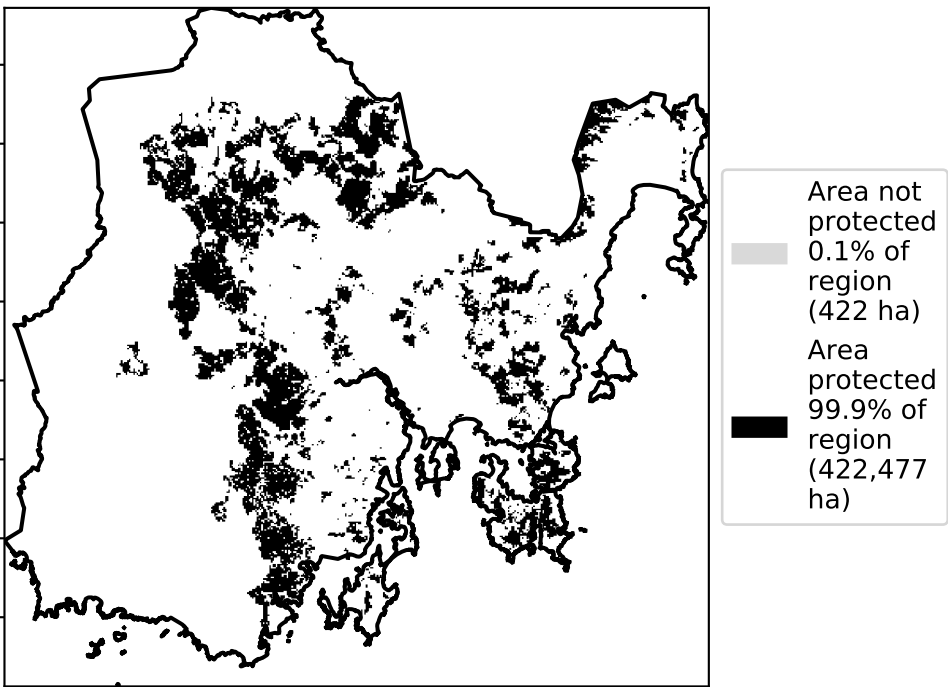 Area not
protected
0.1% of
region
(422 ha)
Area
protected
99.9% of
region
(422,477
ha)